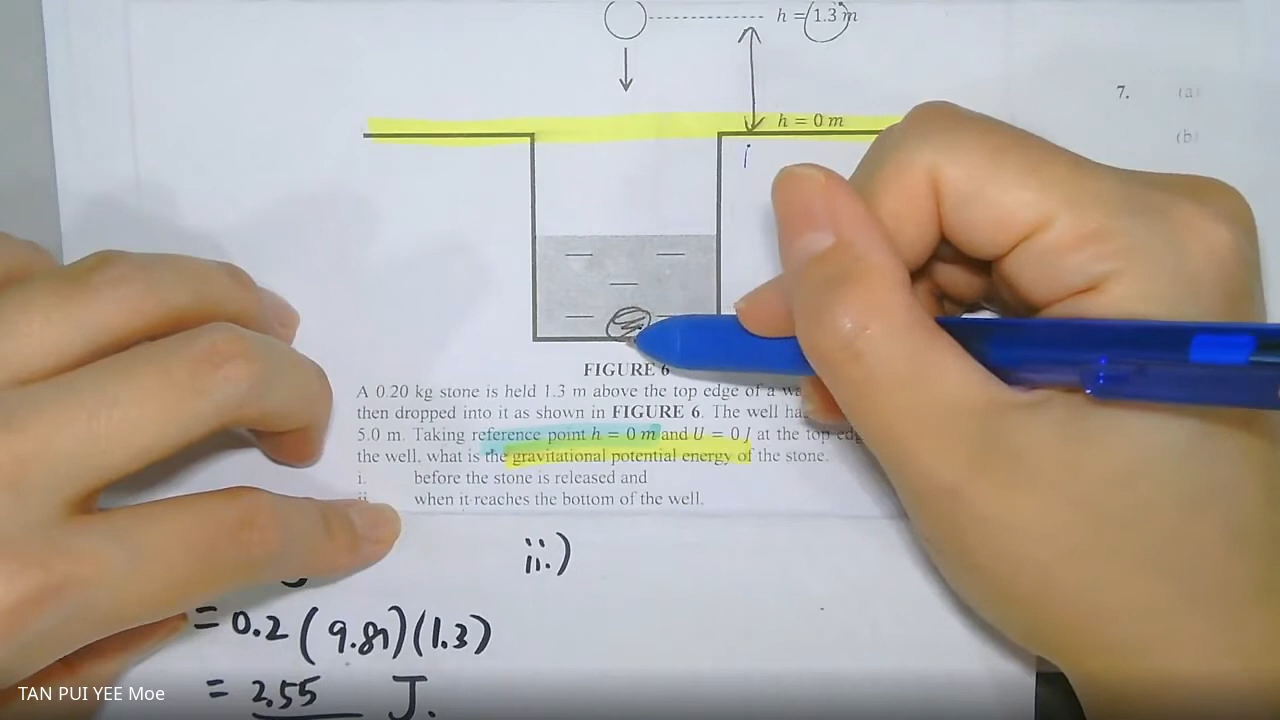 h = 1.3 m
h = 0 m
7. (a)
(b)
FIGURE 6
A 0.20 kg stone is held 1.3 m above the top edge of a
then dropped into it as shown in FIGURE 6. The well
5.0 m. Taking reference point h = 0 m and U = 0 J at the top
the well, what is the gravitational potential energy of the stone.
i. before the stone is released and
when it reaches the bottom of the well.
ii.)
= 0.2 (9.81)(1.3)
= 2.55 J.
TAN PUI YEE Moe